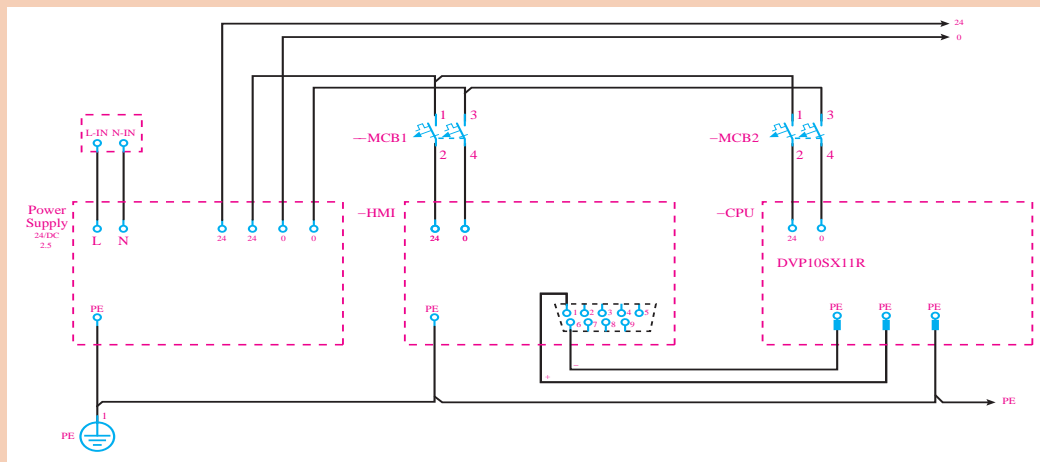 24
0
L-IN N-IN
–MCB1
1 3
2 4
–MCB2
1 3
2 4
Power
Supply
24/DC
2.5
L N
24 24 0 0
PE
–HMI
24 0
PE
1 2 3 4 5
6 7 8 9
–
+
–CPU
24 0
DVP10SX11R
PE PE PE
1
PE
PE